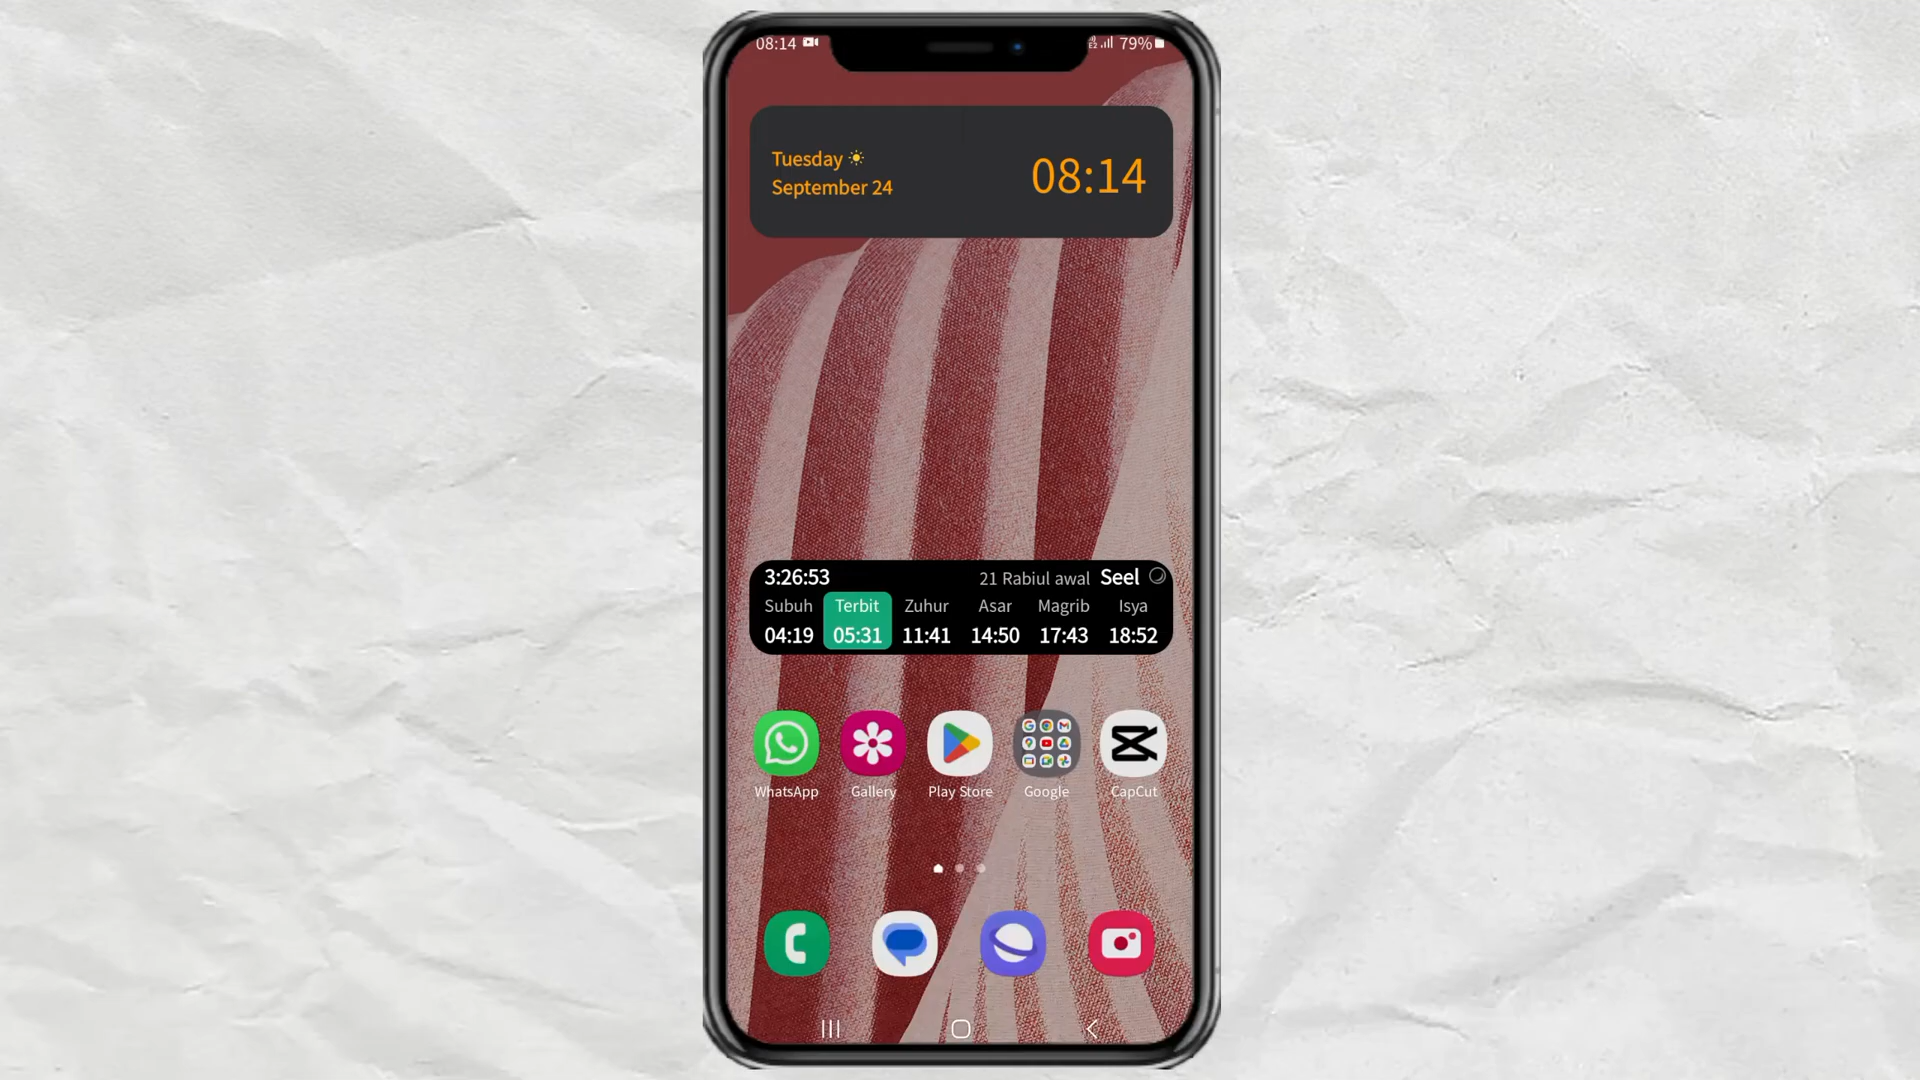 08:14 79%
Tuesday
September 24
08:14
3:26:53 21 Rabiul awal Seel
Subuh Terbit Zuhur Asar Magrib Isya
04:19 05:31 11:41 14:50 17:43 18:52
WhatsApp Gallery Play Store Google CapCut